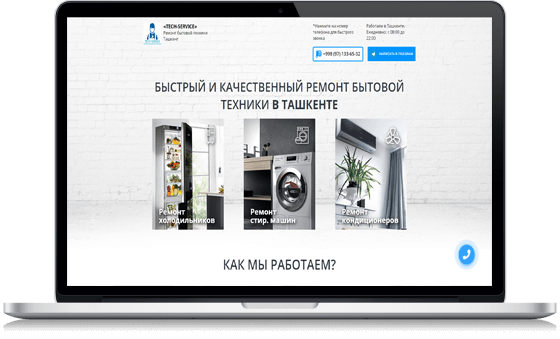 «TECH-SERVICE»
Ремонт бытовой техники
Ташкент
*Нажмите на номер
телефона для быстрого
звонка
Работаем в Ташкенте.
Ежедневно: с 08:00 до
22:00
+998 (97) 133-65-32
НАПИСАТЬ В TELEGRAM
БЫСТРЫЙ И КАЧЕСТВЕННЫЙ РЕМОНТ БЫТОВОЙ
ТЕХНИКИ В ТАШКЕНТЕ
Ремонт
холодильников
Ремонт
стир. машин
Ремонт
кондиционеров
КАК МЫ РАБОТАЕМ?